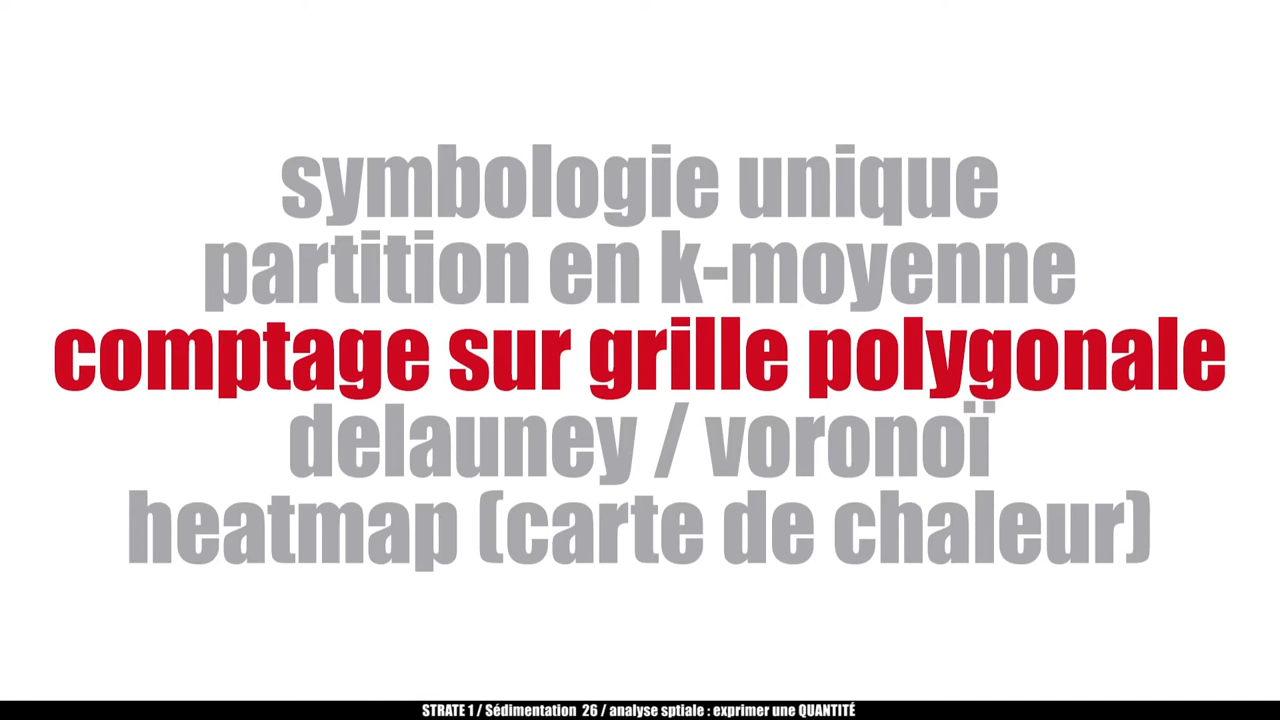 symbologie unique
partition en k-moyenne
comptage sur grille polygonale
delauney / voronoï
heatmap (carte de chaleur)
STRATE 1 / Sédimentation 26 / analyse sptiale : exprimer une QUANTITÉ